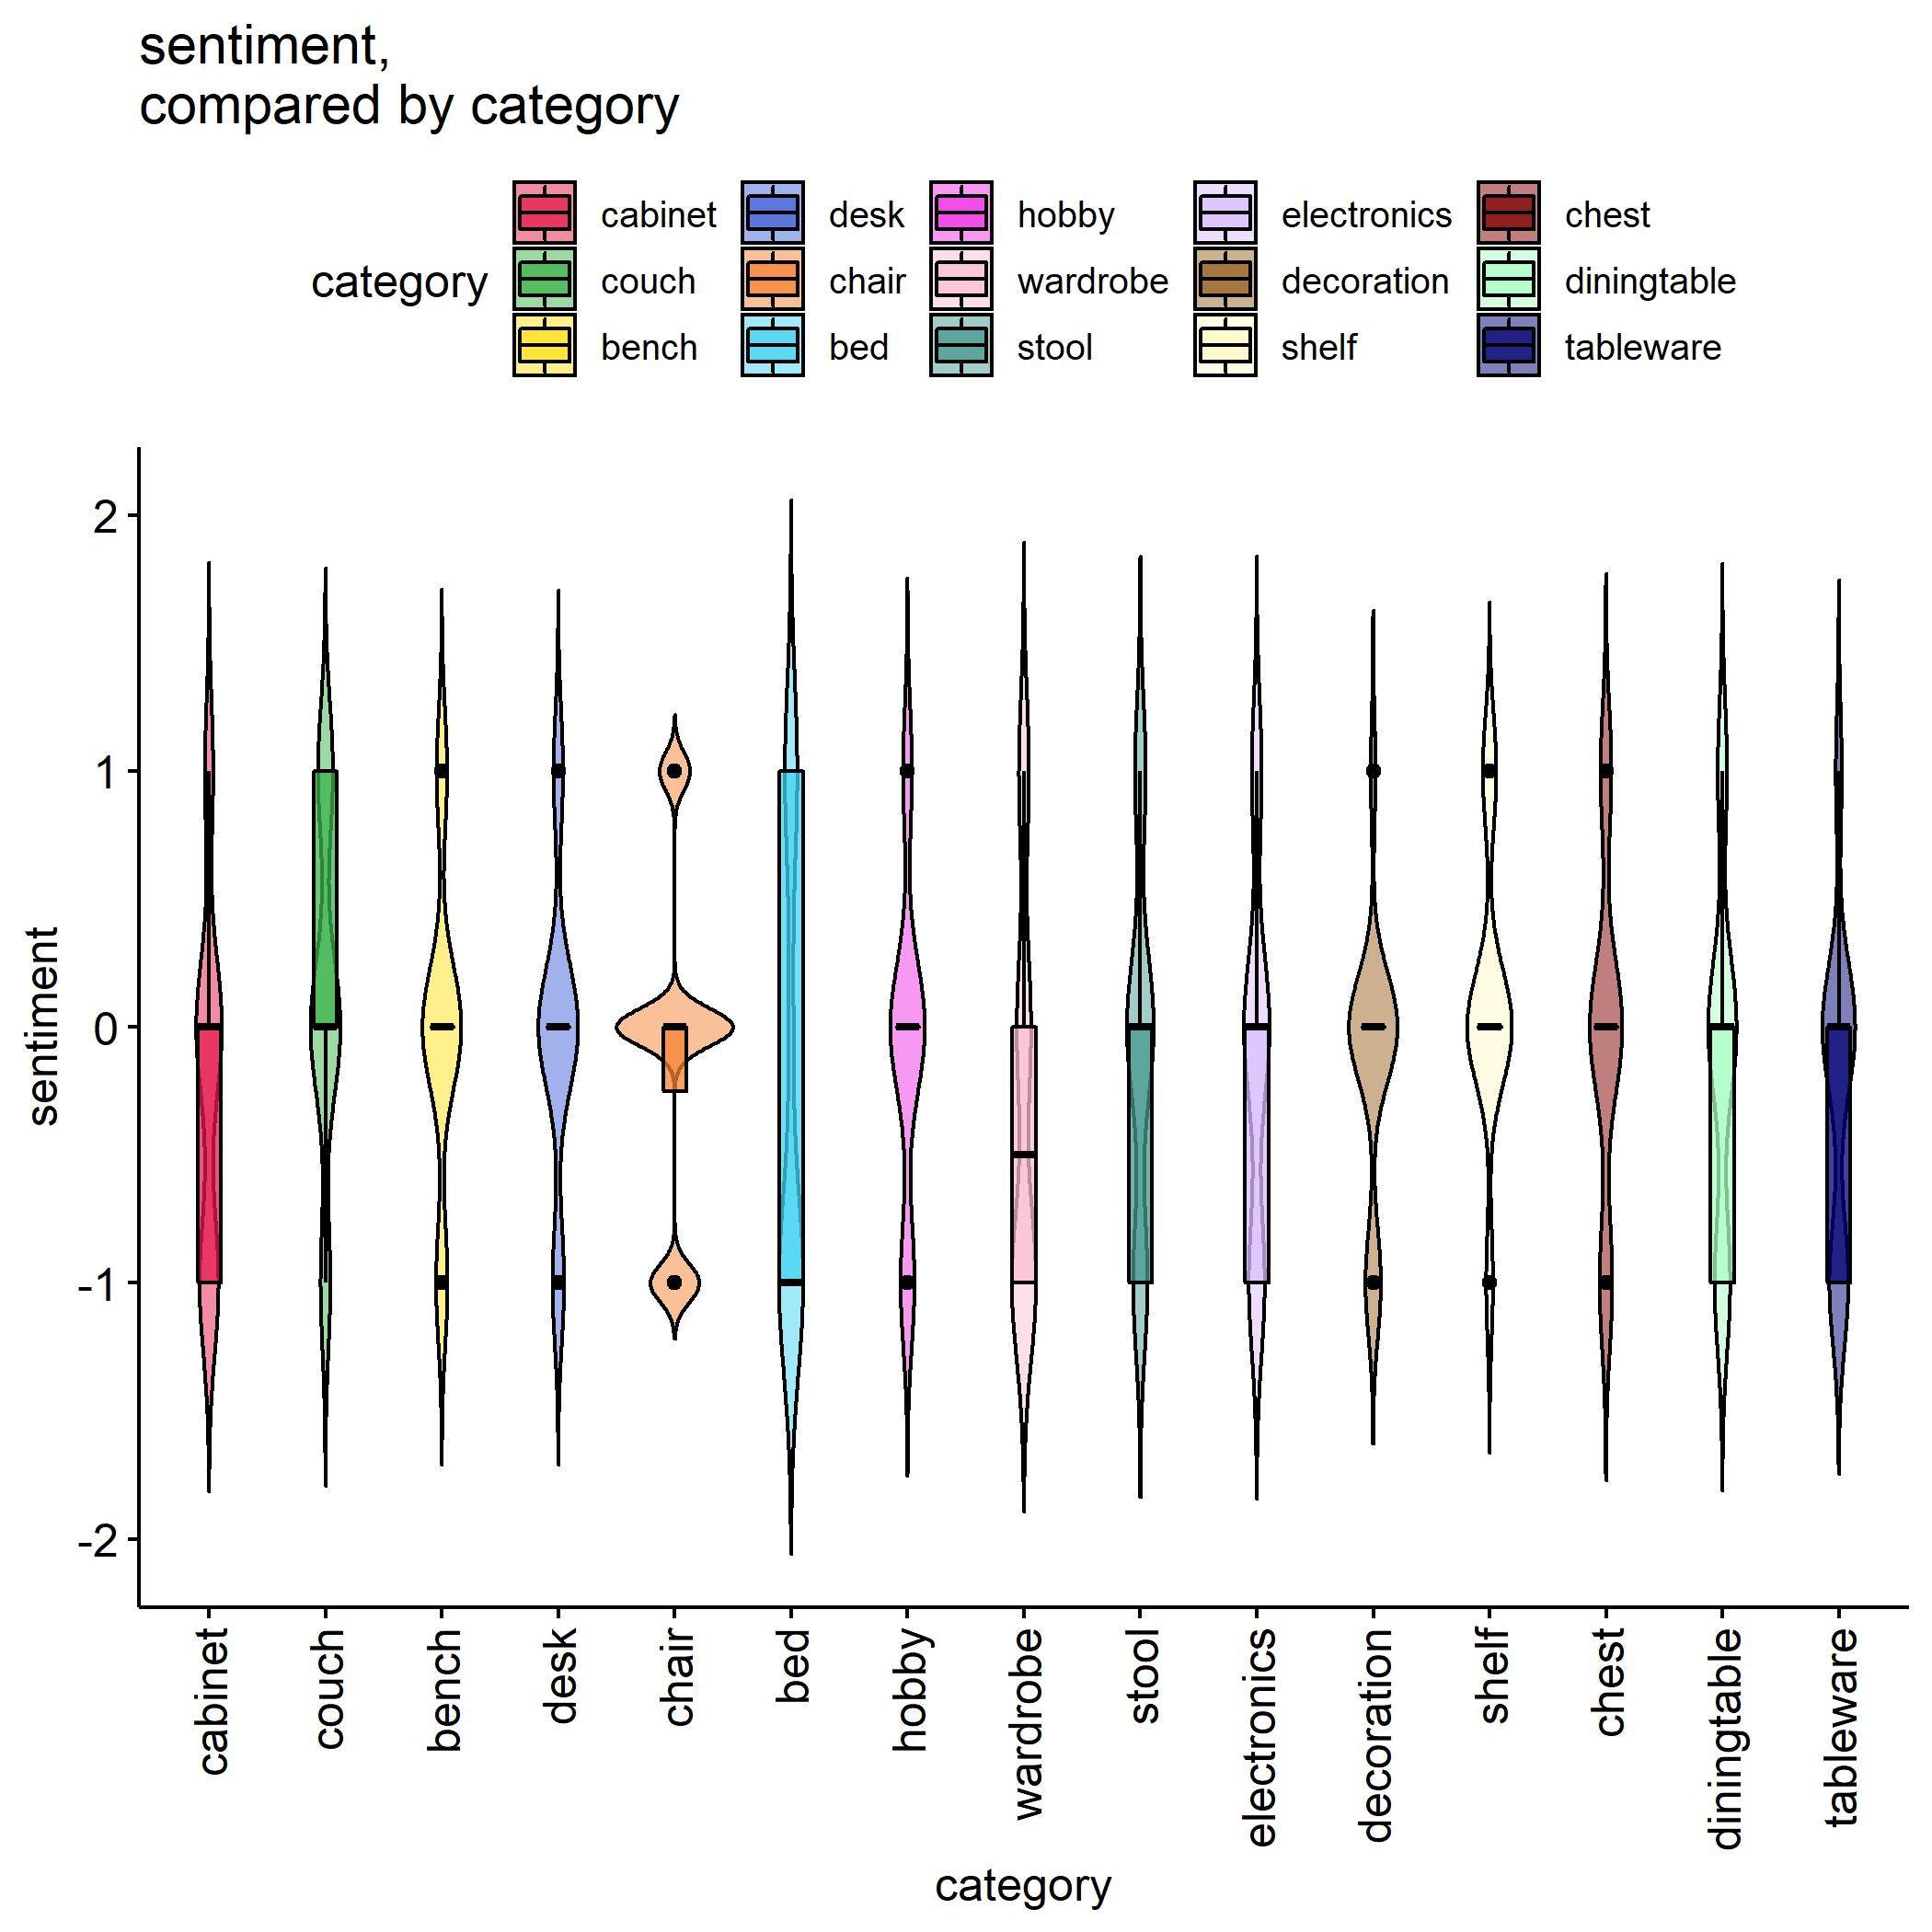 sentiment,
compared by category
category
cabinet
desk
hobby
electronics
chest
couch
chair
wardrobe
decoration
diningtable
bench
bed
stool
shelf
tableware
sentiment
2
1
0
-1
-2
cabinet
couch
bench
desk
chair
bed
hobby
wardrobe
stool
electronics
decoration
shelf
chest
diningtable
tableware
category